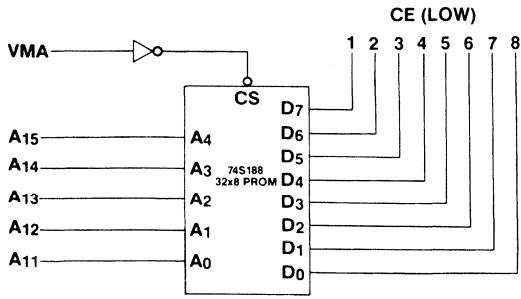 CE (LOW)
1 2 3 4 5 6 7 8
VMA
CS
D7
D6
A15 A4
D5
A14 A3
74S188
32x8 PROM
D4
A13 A2
D3
A12 A1
D2
D1
A11 A0
D0